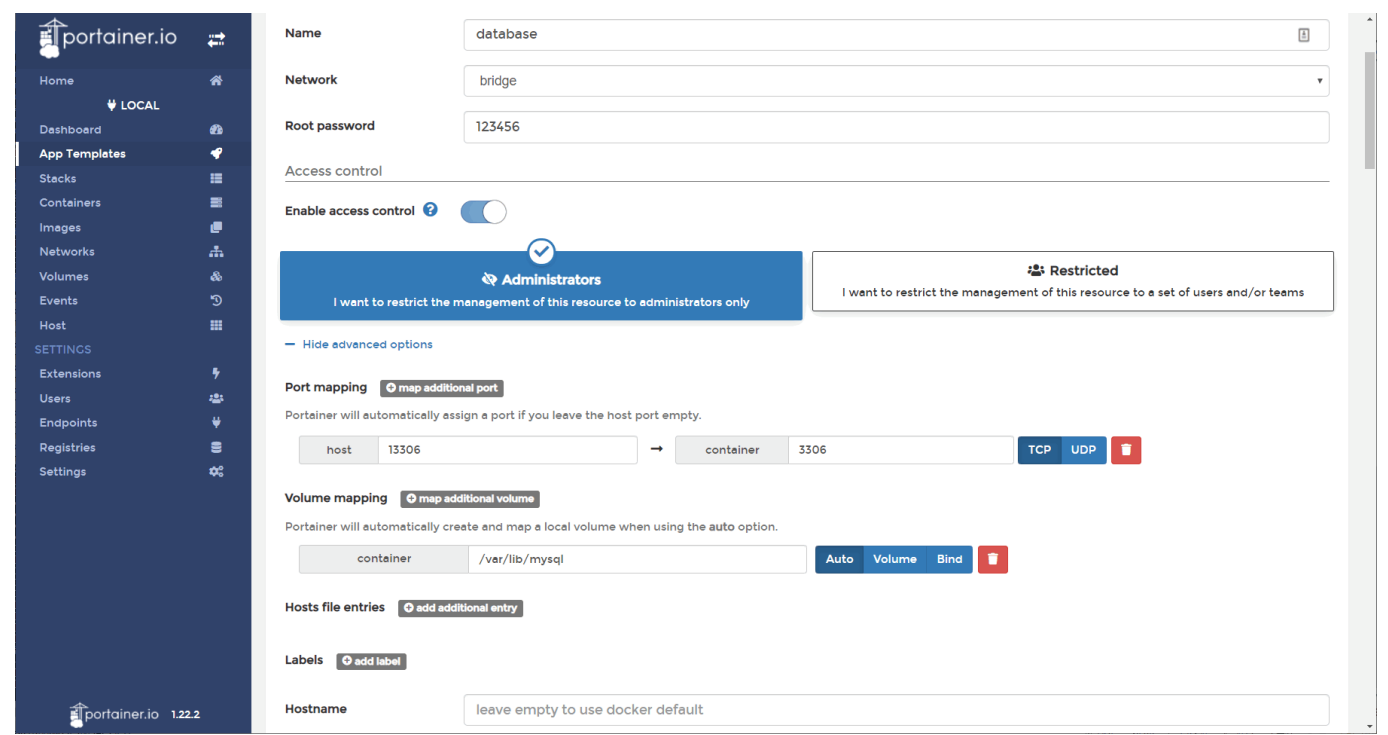 portainer.io
Home
LOCAL
Dashboard
App Templates
Stacks
Containers
Images
Networks
Volumes
Events
Host
SETTINGS
Extensions
Users
Endpoints
Registries
Settings
portainer.io 1.22.2
Name database
Network bridge
Root password 123456
Access control
Enable access control ?
Administrators
I want to restrict the management of this resource to administrators only
Restricted
I want to restrict the management of this resource to a set of users and/or teams
Hide advanced options
Port mapping map additional port
Portainer will automatically assign a port if you leave the host port empty.
host 13306 → container 3306 TCP UDP
Volume mapping map additional volume
Portainer will automatically create and map a local volume when using the auto option.
container /var/lib/mysql Auto Volume Bind
Hosts file entries add additional entry
Labels add label
Hostname leave empty to use docker default